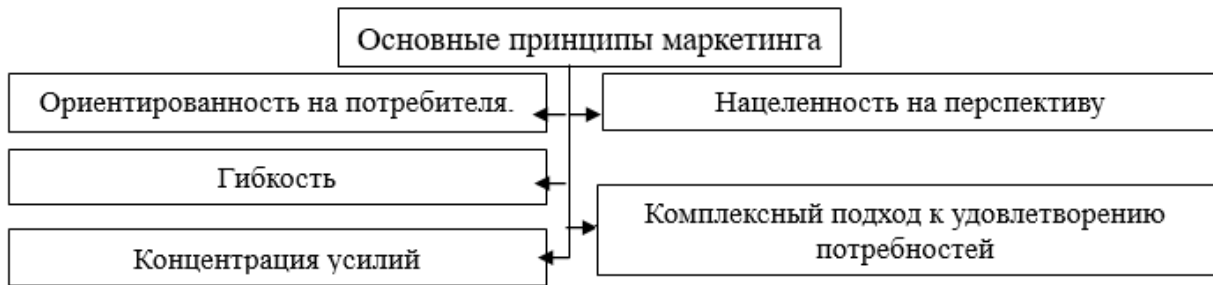 Основные принципы маркетинга
Ориентированность на потребителя.
Нацеленность на перспективу
Гибкость
Комплексный подход к удовлетворению
потребностей
Концентрация усилий